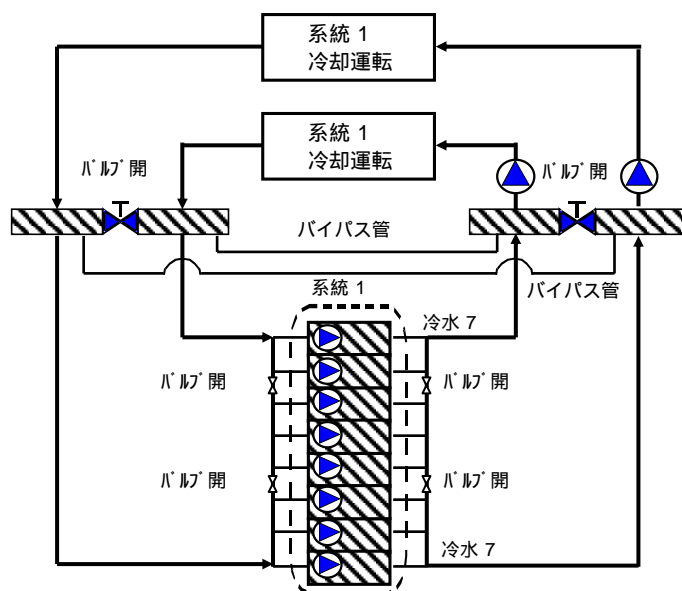 系統 1
冷却運転
系統 1
冷却運転
ﾊﾞﾙﾌﾞ開
バルブ開
バイパス管
バイパス管
系統 1
冷水 7
ﾊﾞﾙﾌﾞ開
ﾊﾞﾙﾌﾞ開
ﾊﾞﾙﾌﾞ開
ﾊﾞﾙﾌﾞ開
冷水 7